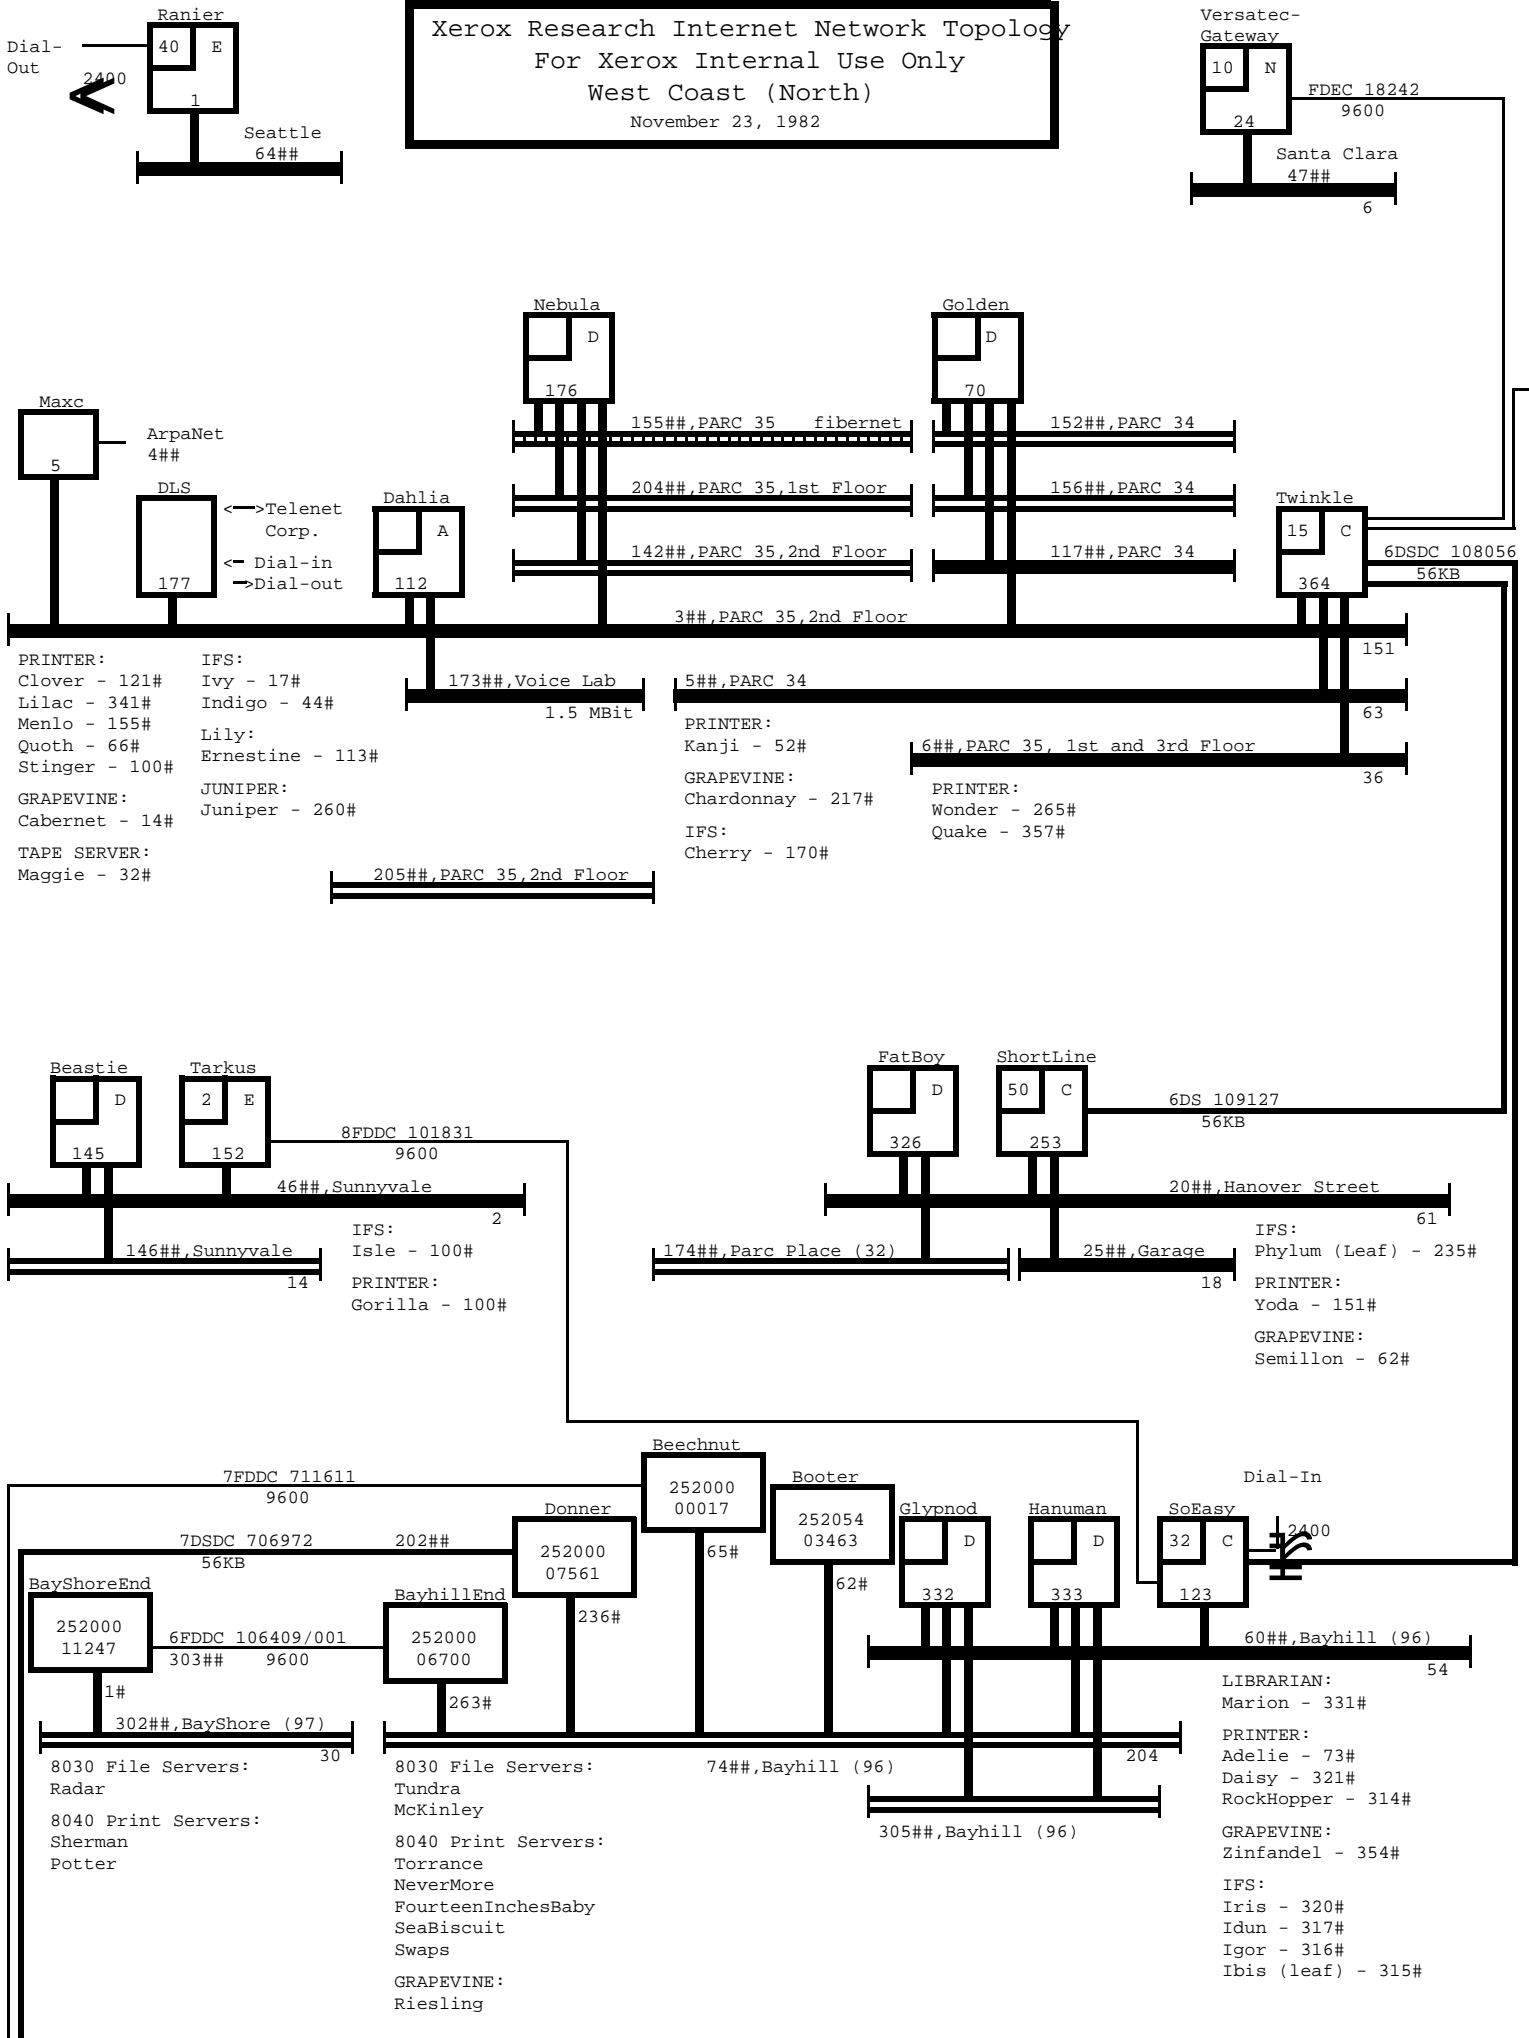 Xerox Research Internet Network Topology
For Xerox Internal Use Only
West Coast (North)
November 23, 1982
Ranier
Dial-
Out
2400
40 E
1
Seattle
64##
Versatec-
Gateway
10 N
24
FDEC 18242
9600
Santa Clara
47##
6
Nebula
D
176
Golden
D
70
155##,PARC 35 fibernet
204##,PARC 35,1st Floor
142##,PARC 35,2nd Floor
152##,PARC 34
156##,PARC 34
117##,PARC 34
Maxc
5
ArpaNet
4##
DLS
177
<—>Telenet
Corp.
<— Dial-in
—>Dial-out
Dahlia
A
112
Twinkle
15 C
364
6DSDC 108056
56KB
3##,PARC 35,2nd Floor
151
PRINTER:
Clover - 121#
Lilac - 341#
Menlo - 155#
Quoth - 66#
Stinger - 100#
GRAPEVINE:
Cabernet - 14#
TAPE SERVER:
Maggie - 32#
IFS:
Ivy - 17#
Indigo - 44#
Lily:
Ernestine - 113#
JUNIPER:
Juniper - 260#
173##,Voice Lab
1.5 MBit
5##,PARC 34
63
PRINTER:
Kanji - 52#
GRAPEVINE:
Chardonnay - 217#
IFS:
Cherry - 170#
6##,PARC 35, 1st and 3rd Floor
36
PRINTER:
Wonder - 265#
Quake - 357#
205##,PARC 35,2nd Floor
Beastie
D
145
Tarkus
2 E
152
8FDDC 101831
9600
46##,Sunnyvale
2
146##,Sunnyvale
14
IFS:
Isle - 100#
PRINTER:
Gorilla - 100#
FatBoy
D
326
ShortLine
50 C
253
6DS 109127
56KB
20##,Hanover Street
61
174##,Parc Place (32)
25##,Garage
18
IFS:
Phylum (Leaf) - 235#
PRINTER:
Yoda - 151#
GRAPEVINE:
Semillon - 62#
7FDDC 711611
9600
Beechnut
252000
00017
65#
Booter
252054
03463
62#
Donner
252000
07561
236#
7DSDC 706972 202##
56KB
BayShoreEnd
252000
11247
1#
6FDDC 106409/001
303## 9600
BayhillEnd
252000
06700
263#
Glypnod
D
332
Hanuman
D
333
SoEasy
32 C
123
Dial-In
2400
60##,Bayhill (96)
54
302##,BayShore (97)
30
8030 File Servers:
Radar
8040 Print Servers:
Sherman
Potter
74##,Bayhill (96)
204
8030 File Servers:
Tundra
McKinley
8040 Print Servers:
Torrance
NeverMore
FourteenInchesBaby
SeaBiscuit
Swaps
GRAPEVINE:
Riesling
305##,Bayhill (96)
LIBRARIAN:
Marion - 331#
PRINTER:
Adelie - 73#
Daisy - 321#
RockHopper - 314#
GRAPEVINE:
Zinfandel - 354#
IFS:
Iris - 320#
Idun - 317#
Igor - 316#
Ibis (leaf) - 315#